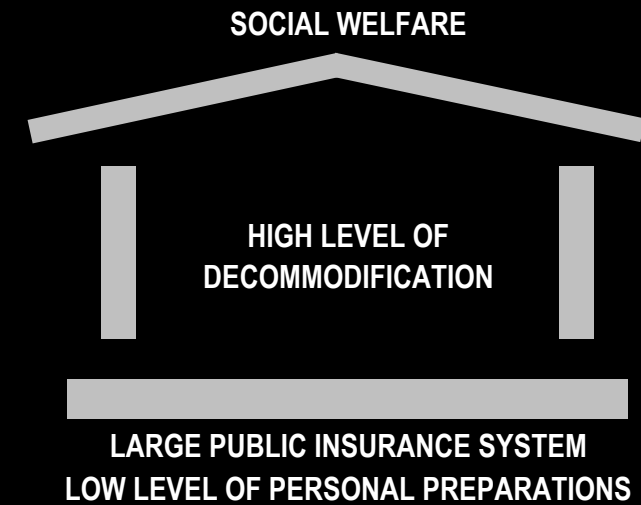 SOCIAL WELFARE
HIGH LEVEL OF
DECOMMODIFICATION
LARGE PUBLIC INSURANCE SYSTEM
LOW LEVEL OF PERSONAL PREPARATIONS